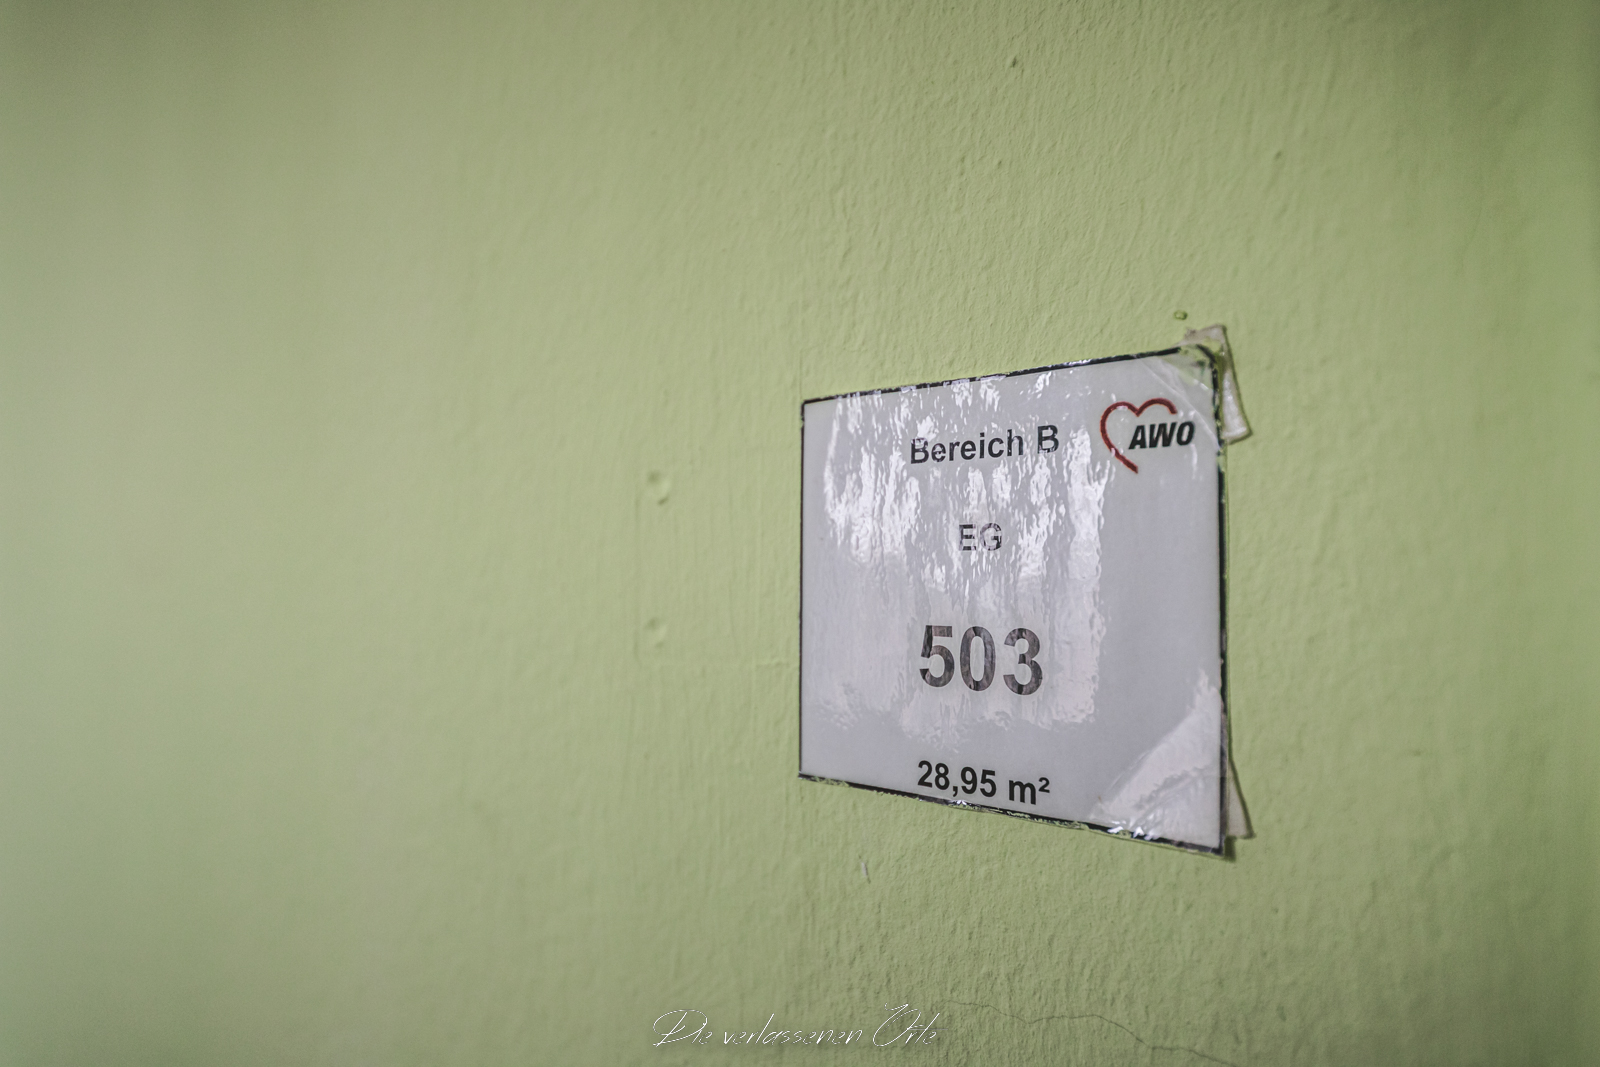 Bereich B
AWO
EG
503
28,95 m²
Die verlassenen Orte